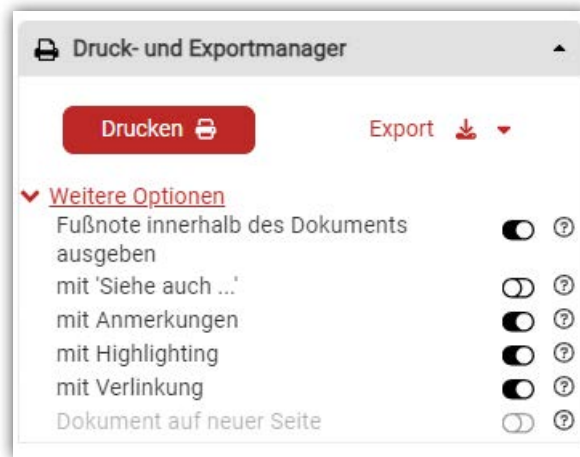 Druck- und Exportmanager
Drucken Export
Weitere Optionen
Fußnote innerhalb des Dokuments
ausgeben
mit 'Siehe auch ...'
mit Anmerkungen
mit Highlighting
mit Verlinkung
Dokument auf neuer Seite